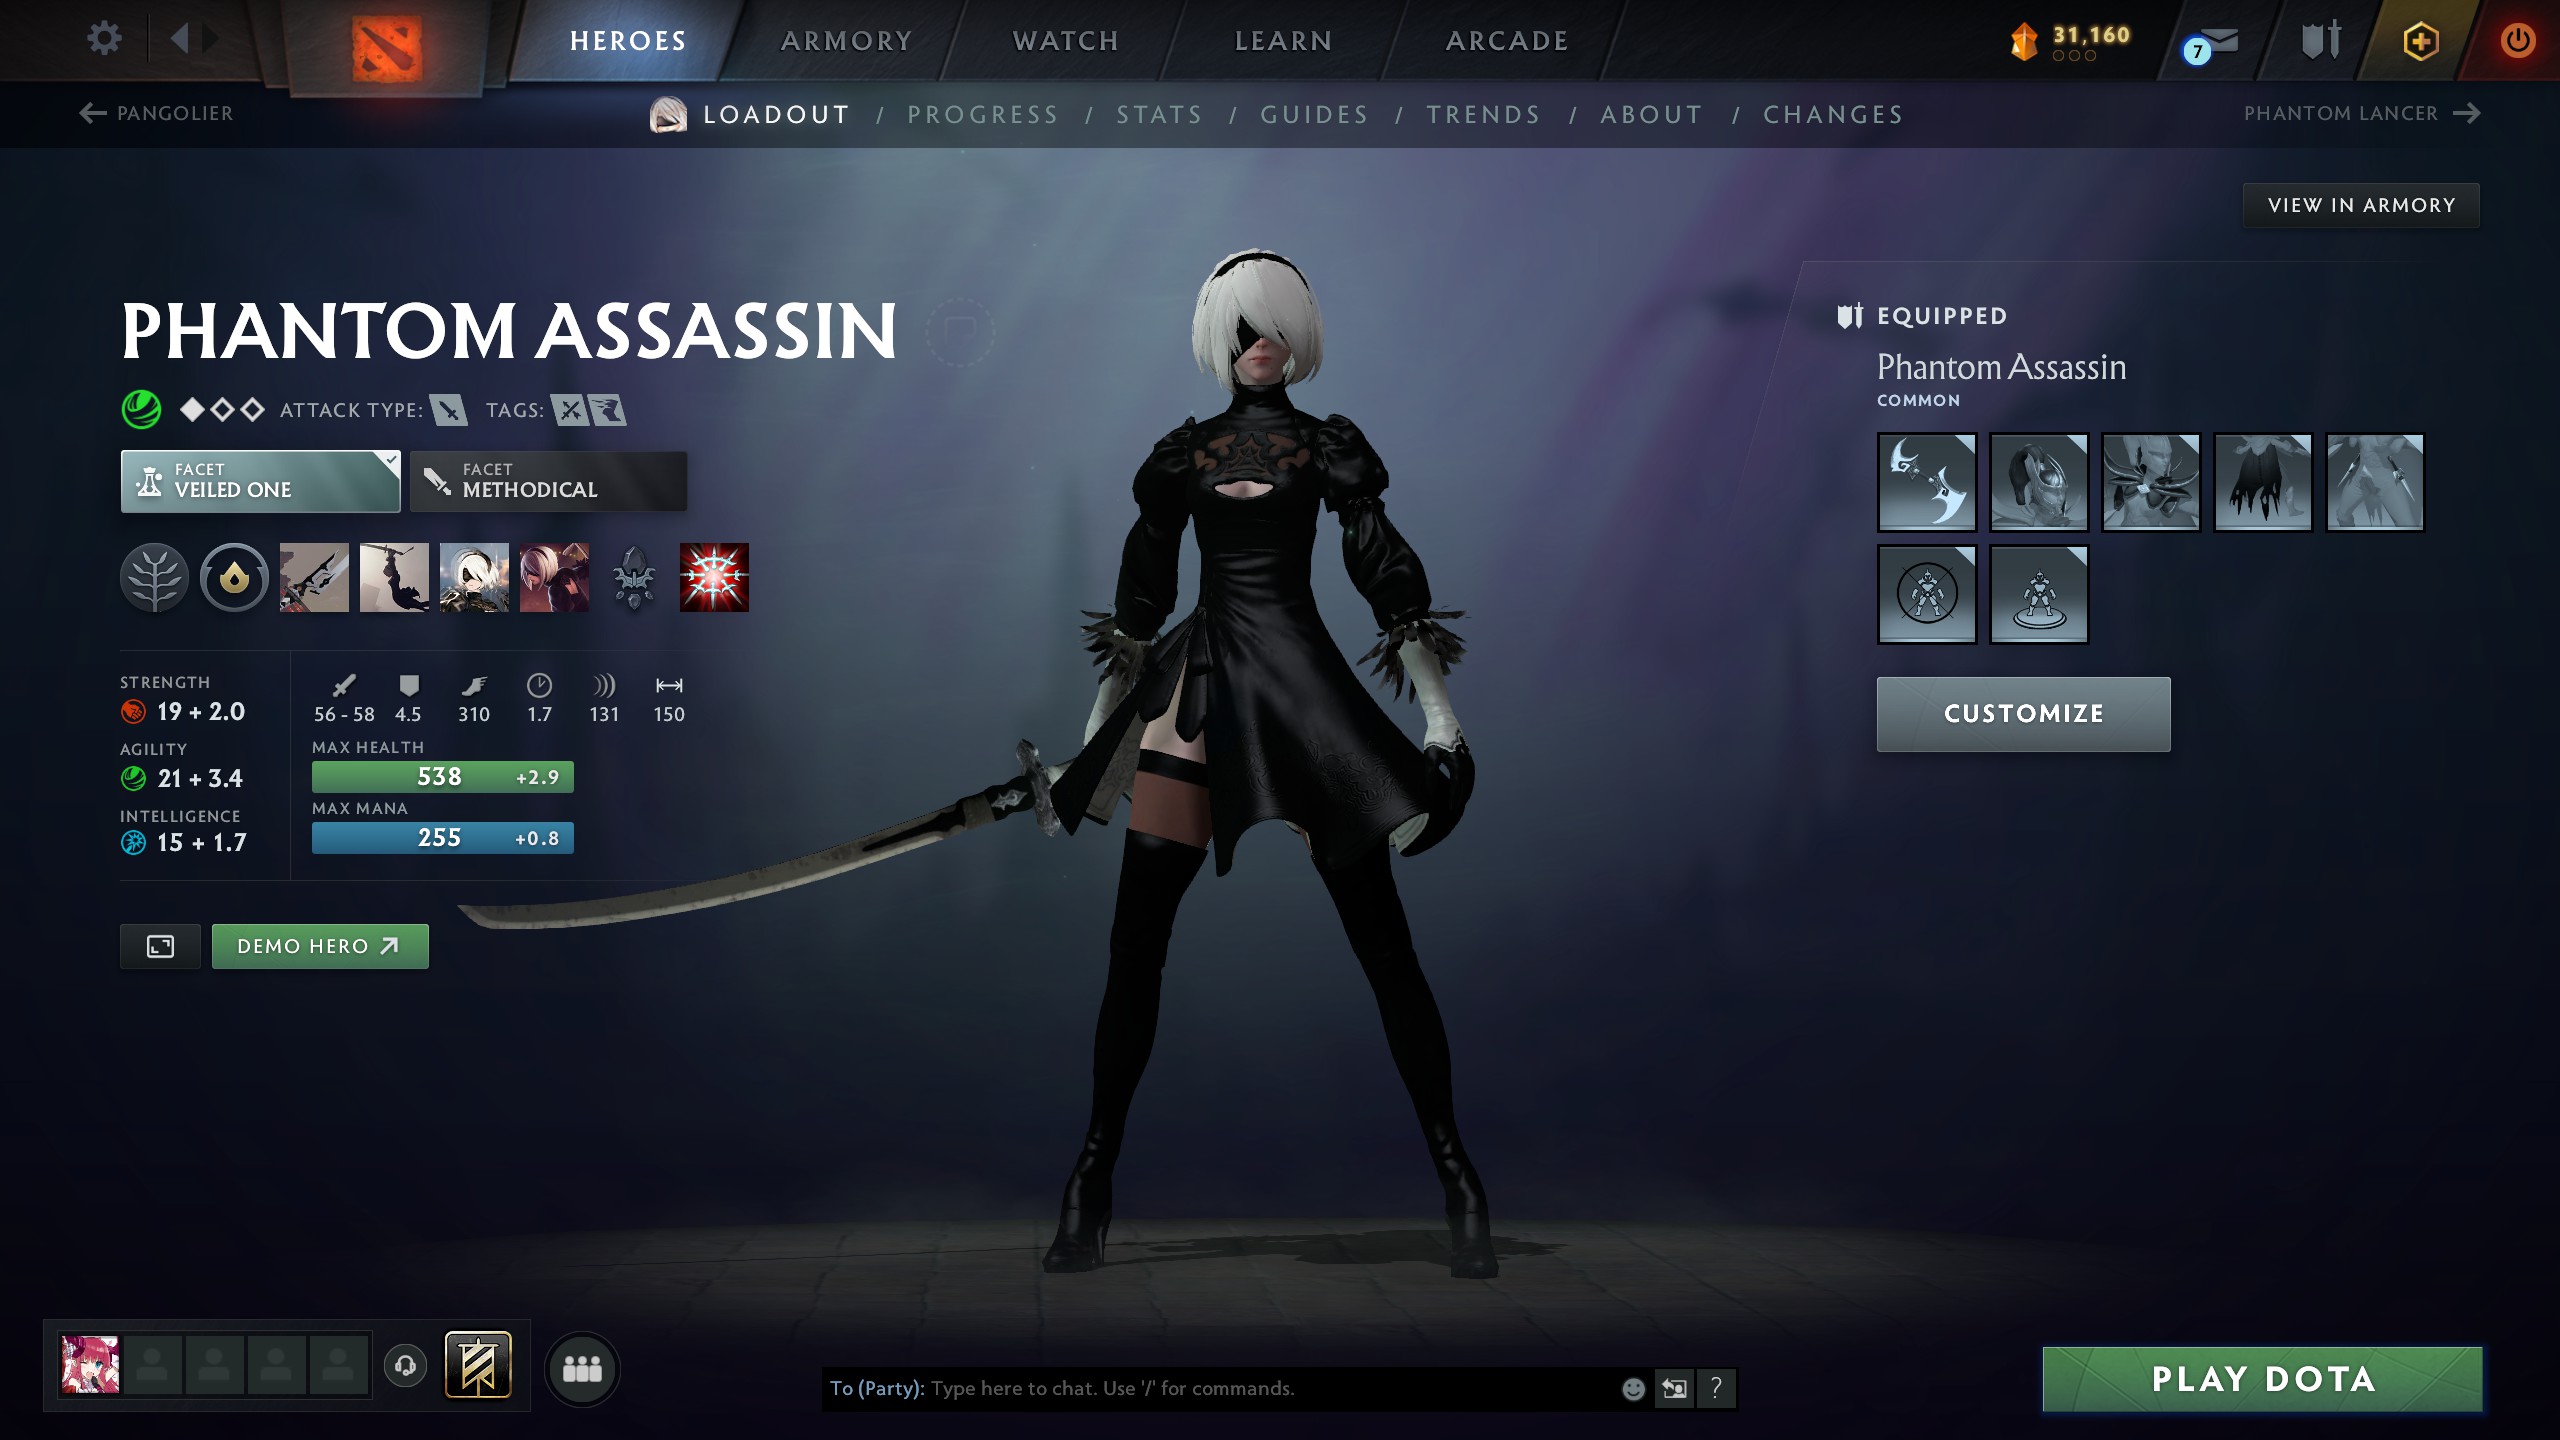 HEROES
ARMORY
WATCH
LEARN
ARCADE
31,160
7
PANGOLIER
LOADOUT / PROGRESS / STATS / GUIDES / TRENDS / ABOUT / CHANGES
PHANTOM LANCER
VIEW IN ARMORY
PHANTOM ASSASSIN
ATTACK TYPE:
TAGS:
FACET
VEILED ONE
FACET
METHODICAL
STRENGTH
19 + 2.0
AGILITY
21 + 3.4
INTELLIGENCE
15 + 1.7
56 - 58
4.5
310
1.7
131
150
MAX HEALTH
538
+2.9
MAX MANA
255
+0.8
DEMO HERO
EQUIPPED
Phantom Assassin
COMMON
CUSTOMIZE
To (Party): Type here to chat. Use '/' for commands.
?
PLAY DOTA